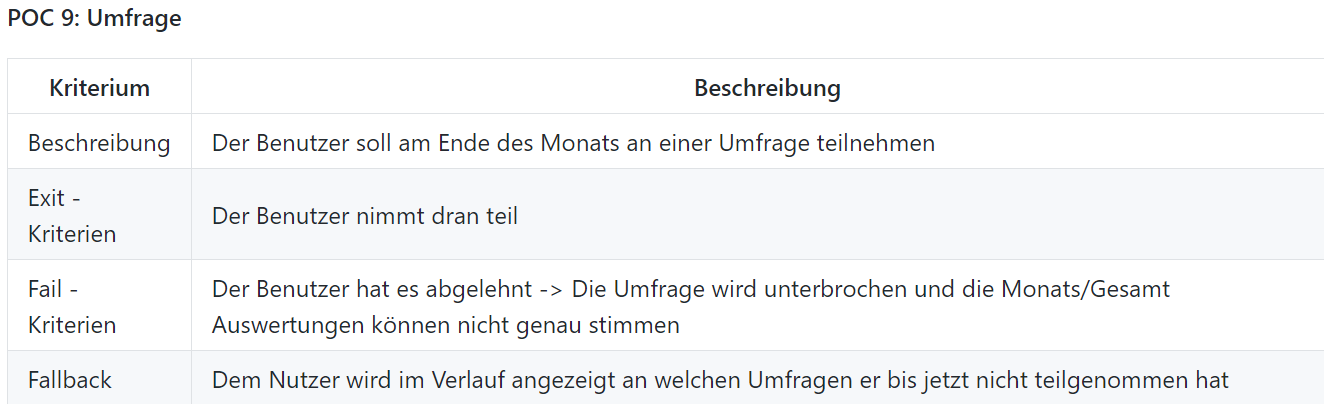 POC 9: Umfrage
Kriterium Beschreibung
Beschreibung Der Benutzer soll am Ende des Monats an einer Umfrage teilnehmen
Exit -
Kriterien
Der Benutzer nimmt dran teil
Fail -
Kriterien
Der Benutzer hat es abgelehnt -> Die Umfrage wird unterbrochen und die Monats/Gesamt
Auswertungen können nicht genau stimmen
Fallback Dem Nutzer wird im Verlauf angezeigt an welchen Umfragen er bis jetzt nicht teilgenommen hat